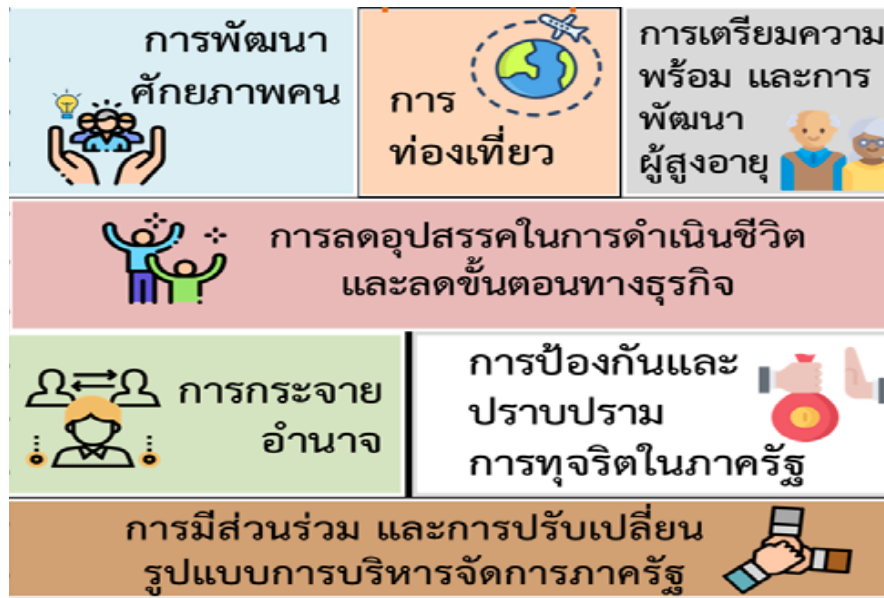 การพัฒนา
ศักยภาพคน
การ
ท่องเที่ยว
การเตรียมความ
พร้อม และการ
พัฒนา
ผู้สูงอายุ
การลดอุปสรรคในการดำเนินชีวิต
และลดขั้นตอนทางธุรกิจ
การกระจาย
อำนาจ
การป้องกันและ
ปราบปราม
การทุจริตในภาครัฐ
การมีส่วนร่วม และการปรับเปลี่ยน
รูปแบบการบริหารจัดการภาครัฐ